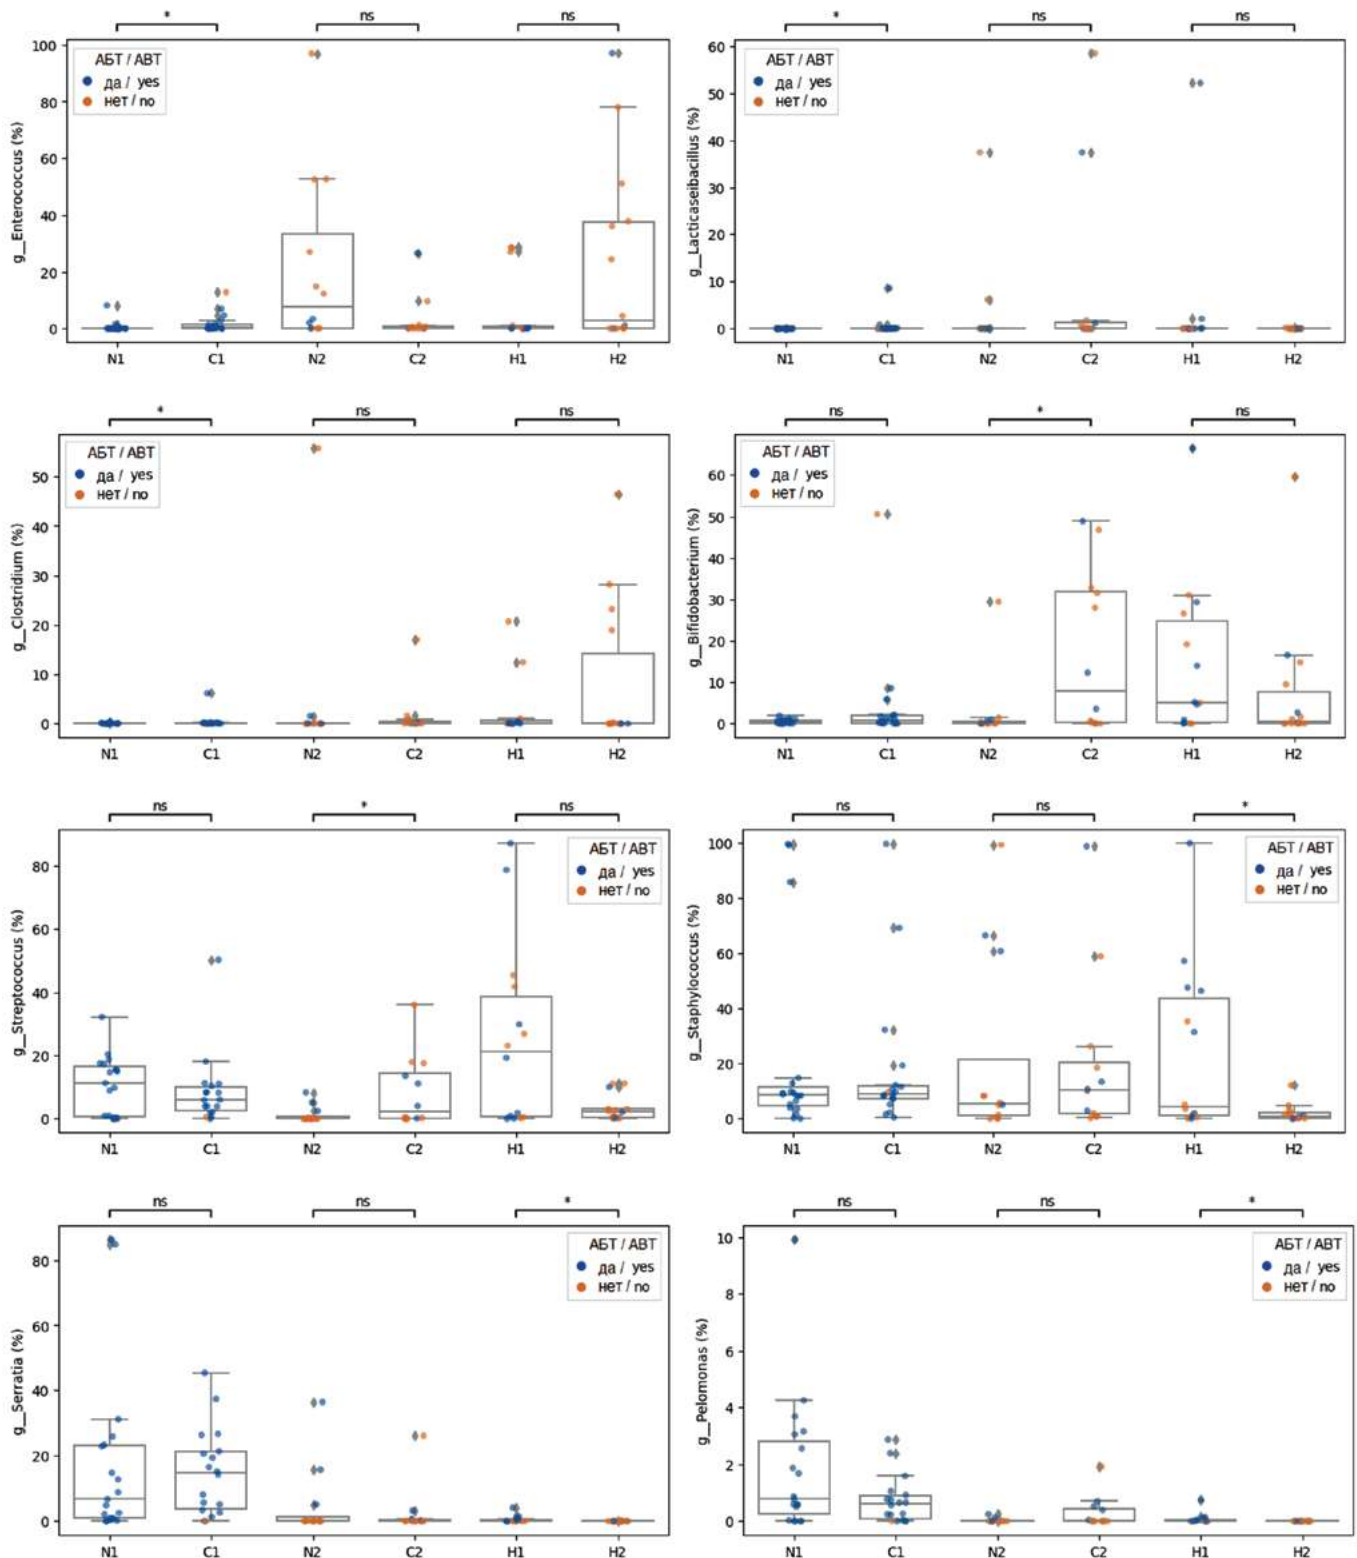 * ns ns
g__Enterococcus (%)
100
80
60
40
20
0
АБТ / ABT
да / yes
нет / no
N1 C1 N2 C2 H1 H2
* ns ns
g__Lacticaseibacillus (%)
60
50
40
30
20
10
0
АБТ / ABT
да / yes
нет / no
N1 C1 N2 C2 H1 H2
* ns ns
g__Clostridium (%)
50
40
30
20
10
0
АБТ / ABT
да / yes
нет / no
N1 C1 N2 C2 H1 H2
ns * ns
g__Bifidobacterium (%)
60
50
40
30
20
10
0
АБТ / ABT
да / yes
нет / no
N1 C1 N2 C2 H1 H2
ns * ns
g__Streptococcus (%)
80
60
40
20
0
АБТ / ABT
да / yes
нет / no
N1 C1 N2 C2 H1 H2
ns ns *
g__Staphylococcus (%)
100
80
60
40
20
0
АБТ / ABT
да / yes
нет / no
N1 C1 N2 C2 H1 H2
ns ns *
g__Serratia (%)
80
60
40
20
0
АБТ / ABT
да / yes
нет / no
N1 C1 N2 C2 H1 H2
ns ns *
g__Pelomonas (%)
10
8
6
4
2
0
АБТ / ABT
да / yes
нет / no
N1 C1 N2 C2 H1 H2